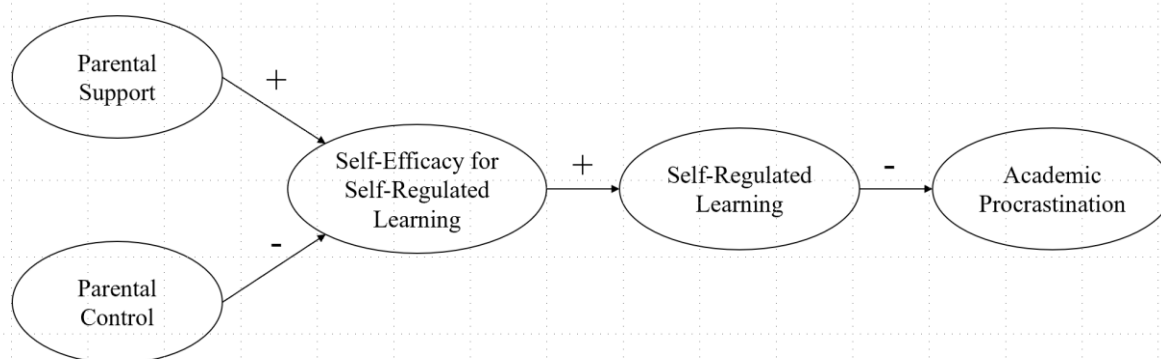 Parental
Support
+
Self-Efficacy for
Self-Regulated
Learning
+
Self-Regulated
Learning
-
Academic
Procrastination
-
Parental
Control